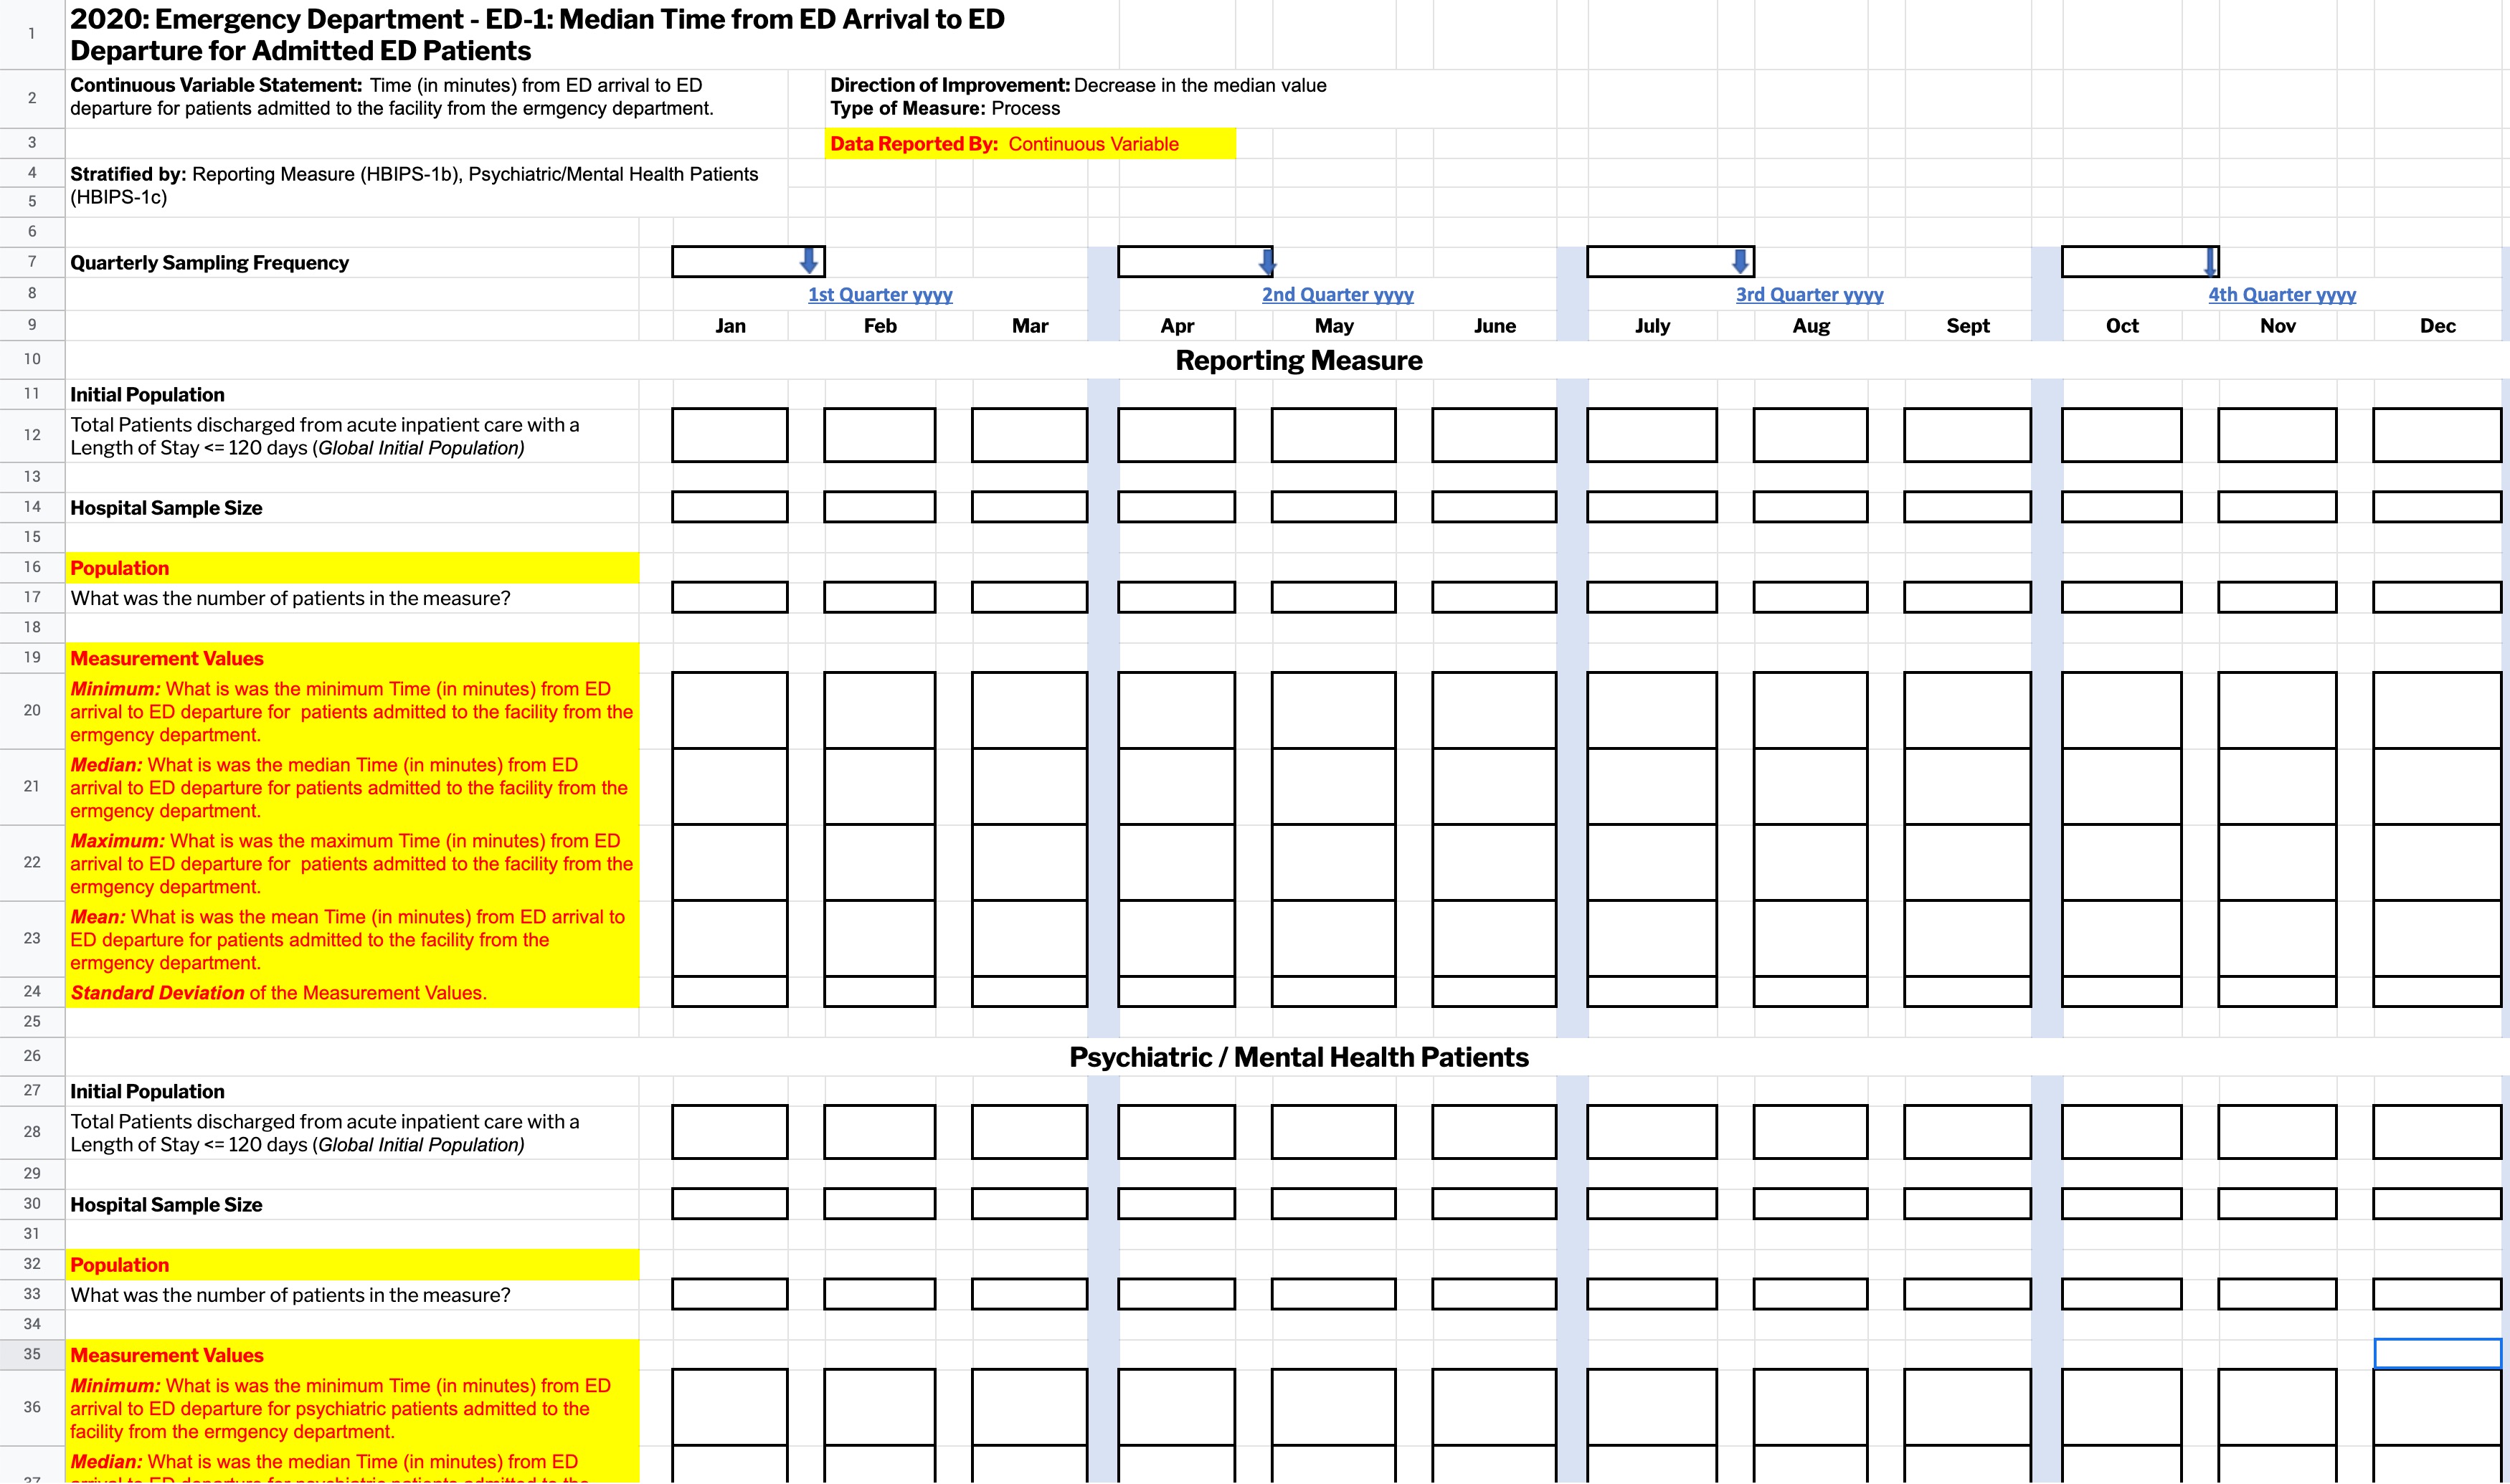 1
2020: Emergency Department - ED-1: Median Time from ED Arrival to ED
Departure for Admitted ED Patients
2
Continuous Variable Statement: Time (in minutes) from ED arrival to ED
departure for patients admitted to the facility from the ermgency department.
Direction of Improvement: Decrease in the median value
Type of Measure: Process
3
Data Reported By: Continuous Variable
4
Stratified by: Reporting Measure (HBIPS-1b), Psychiatric/Mental Health Patients
5
(HBIPS-1c)
6
7
Quarterly Sampling Frequency
8
1st Quarter yyyy 2nd Quarter yyyy 3rd Quarter yyyy 4th Quarter yyyy
9
Jan Feb Mar Apr May June July Aug Sept Oct Nov Dec
10
Reporting Measure
11
Initial Population
12
Total Patients discharged from acute inpatient care with a
Length of Stay <= 120 days (Global Initial Population)
13
14
Hospital Sample Size
15
16
Population
17
What was the number of patients in the measure?
18
19
Measurement Values
20
Minimum: What is was the minimum Time (in minutes) from ED
arrival to ED departure for patients admitted to the facility from the
ermgency department.
21
Median: What is was the median Time (in minutes) from ED
arrival to ED departure for patients admitted to the facility from the
ermgency department.
22
Maximum: What is was the maximum Time (in minutes) from ED
arrival to ED departure for patients admitted to the facility from the
ermgency department.
23
Mean: What is was the mean Time (in minutes) from ED arrival to
ED departure for patients admitted to the facility from the
ermgency department.
24
Standard Deviation of the Measurement Values.
25
26
Psychiatric / Mental Health Patients
27
Initial Population
28
Total Patients discharged from acute inpatient care with a
Length of Stay <= 120 days (Global Initial Population)
29
30
Hospital Sample Size
31
32
Population
33
What was the number of patients in the measure?
34
35
Measurement Values
36
Minimum: What is was the minimum Time (in minutes) from ED
arrival to ED departure for psychiatric patients admitted to the
facility from the ermgency department.
37
Median: What is was the median Time (in minutes) from ED
arrival to ED departure for psychiatric patients admitted to the